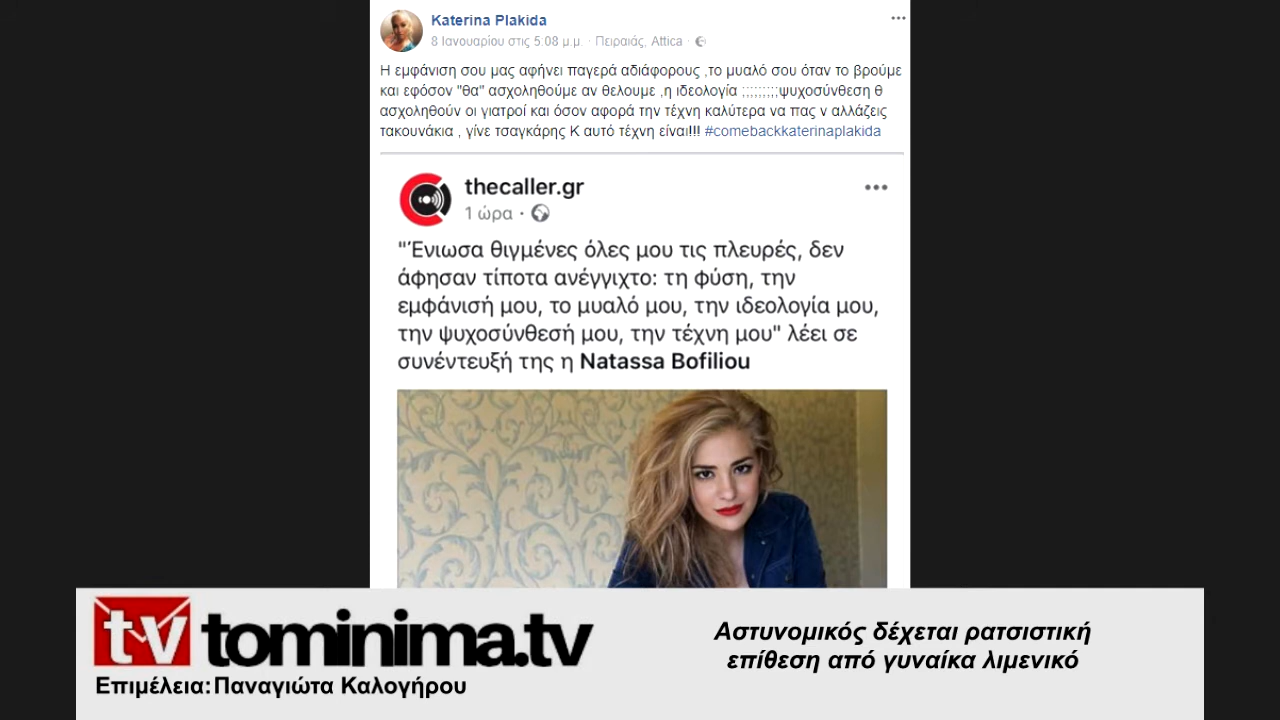 Katerina Plakida
8 Ιανουαρίου στις 5:08 μ.μ. · Πειραιάς, Attica ·
Η εμφάνιση σου μας αφήνει παγερά αδιάφορους ,το μυαλό σου όταν το βρούμε
και εφόσον "θα" ασχοληθούμε αν θελουμε ,η ιδεολογία ;;;;;;;;;ψυχοσύνθεση θ
ασχοληθούν οι γιατροί και όσον αφορά την τέχνη καλύτερα να πας ν αλλάζεις
τακουνάκια , γίνε τσαγκάρης Κ αυτό τέχνη είναι!!! #comebackkaterinaplakida
thecaller.gr
1 ώρα ·
"Ένιωσα θιγμένες όλες μου τις πλευρές, δεν
άφησαν τίποτα ανέγγιχτο: τη φύση, την
εμφάνισή μου, το μυαλό μου, την ιδεολογία μου,
την ψυχοσύνθεσή μου, την τέχνη μου" λέει σε
συνέντευξή της η Natassa Bofiliou
tv tominima.tv
Επιμέλεια:Παναγιώτα Καλογήρου
Αστυνομικός δέχεται ρατσιστική
επίθεση από γυναίκα λιμενικό